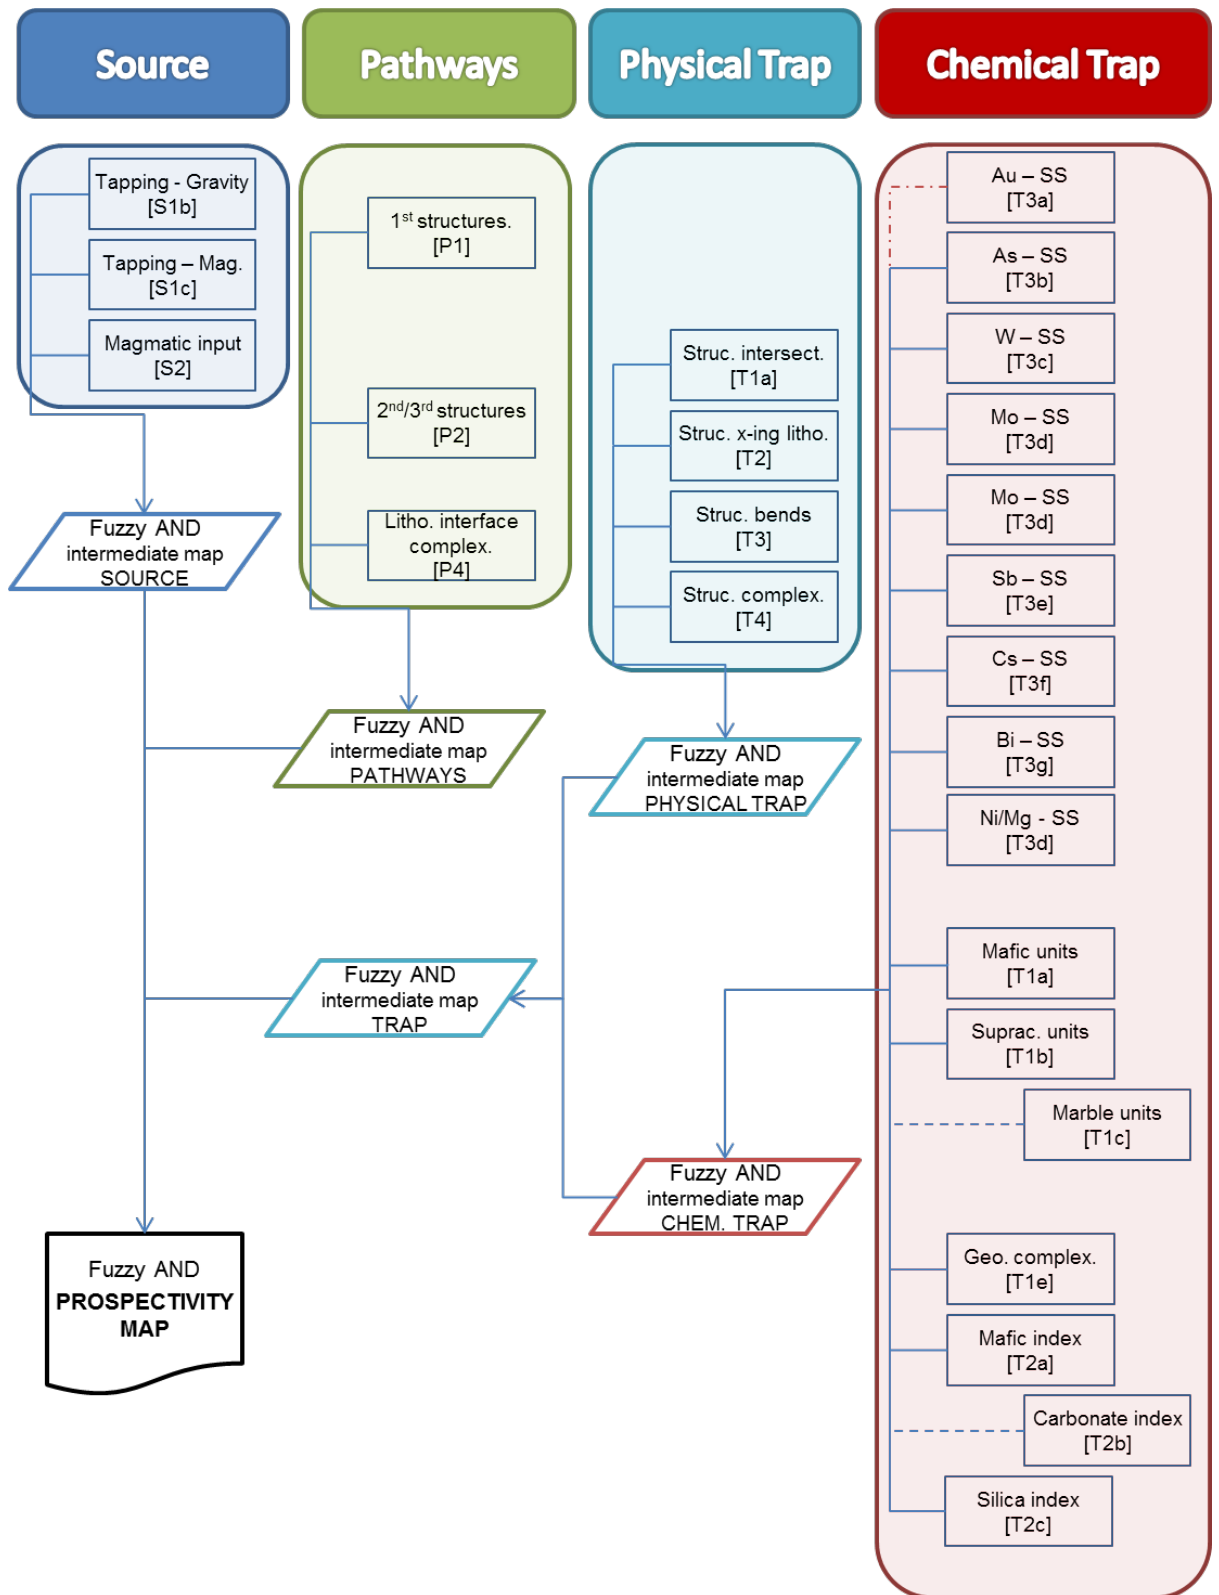 Source
Pathways
Physical Trap
Chemical Trap
Tapping - Gravity
[S1b]
Tapping – Mag.
[S1c]
Magmatic input
[S2]
Fuzzy AND
intermediate map
SOURCE
1st structures.
[P1]
2nd/3rd structures
[P2]
Litho. interface
complex.
[P4]
Fuzzy AND
intermediate map
PATHWAYS
Struc. intersect.
[T1a]
Struc. x-ing litho.
[T2]
Struc. bends
[T3]
Struc. complex.
[T4]
Fuzzy AND
intermediate map
PHYSICAL TRAP
Au – SS
[T3a]
As – SS
[T3b]
W – SS
[T3c]
Mo – SS
[T3d]
Mo – SS
[T3d]
Sb – SS
[T3e]
Cs – SS
[T3f]
Bi – SS
[T3g]
Ni/Mg - SS
[T3d]
Mafic units
[T1a]
Suprac. units
[T1b]
Marble units
[T1c]
Geo. complex.
[T1e]
Mafic index
[T2a]
Carbonate index
[T2b]
Silica index
[T2c]
Fuzzy AND
intermediate map
TRAP
Fuzzy AND
intermediate map
CHEM. TRAP
Fuzzy AND
PROSPECTIVITY
MAP